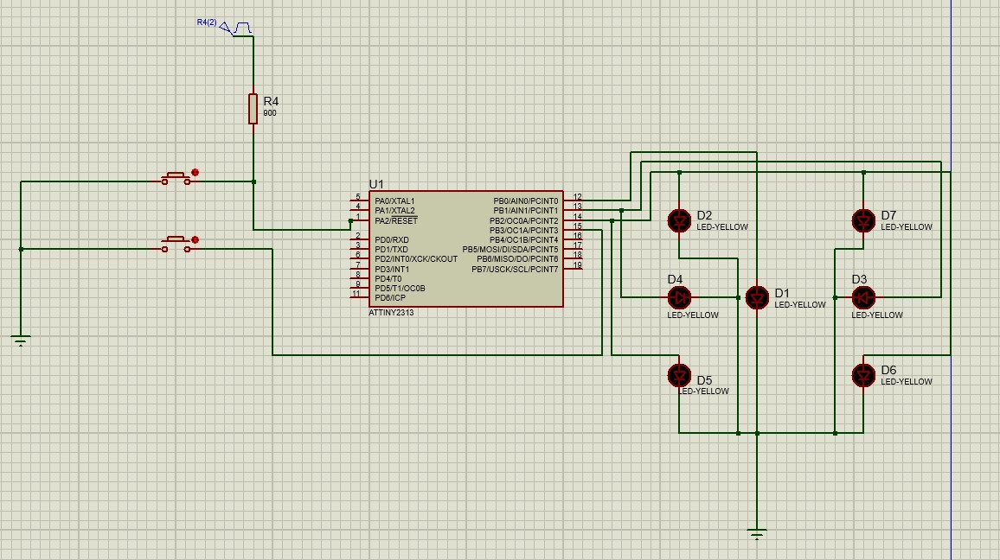 R4(2)
R4
900
U1
5 PA0/XTAL1 PB0/AIN0/PCINT0 12
4 PA1/XTAL2 PB1/AIN1/PCINT1 13
1 PA2/RESET PB2/OC0A/PCINT2 14
PB3/OC1A/PCINT3 15
2 PD0/RXD PB4/OC1B/PCINT4 16
3 PD1/TXD PB5/MOSI/DI/SDA/PCINT5 17
6 PD2/INT0/XCK/CKOUT PB6/MISO/DO/PCINT6 18
7 PD3/INT1 PB7/USCK/SCL/PCINT7 19
8 PD4/T0
9 PD5/T1/OC0B
11 PD6/ICP
ATTINY2313
D2
LED-YELLOW
D7
LED-YELLOW
D4
LED-YELLOW
D1
LED-YELLOW
D3
LED-YELLOW
D5
LED-YELLOW
D6
LED-YELLOW